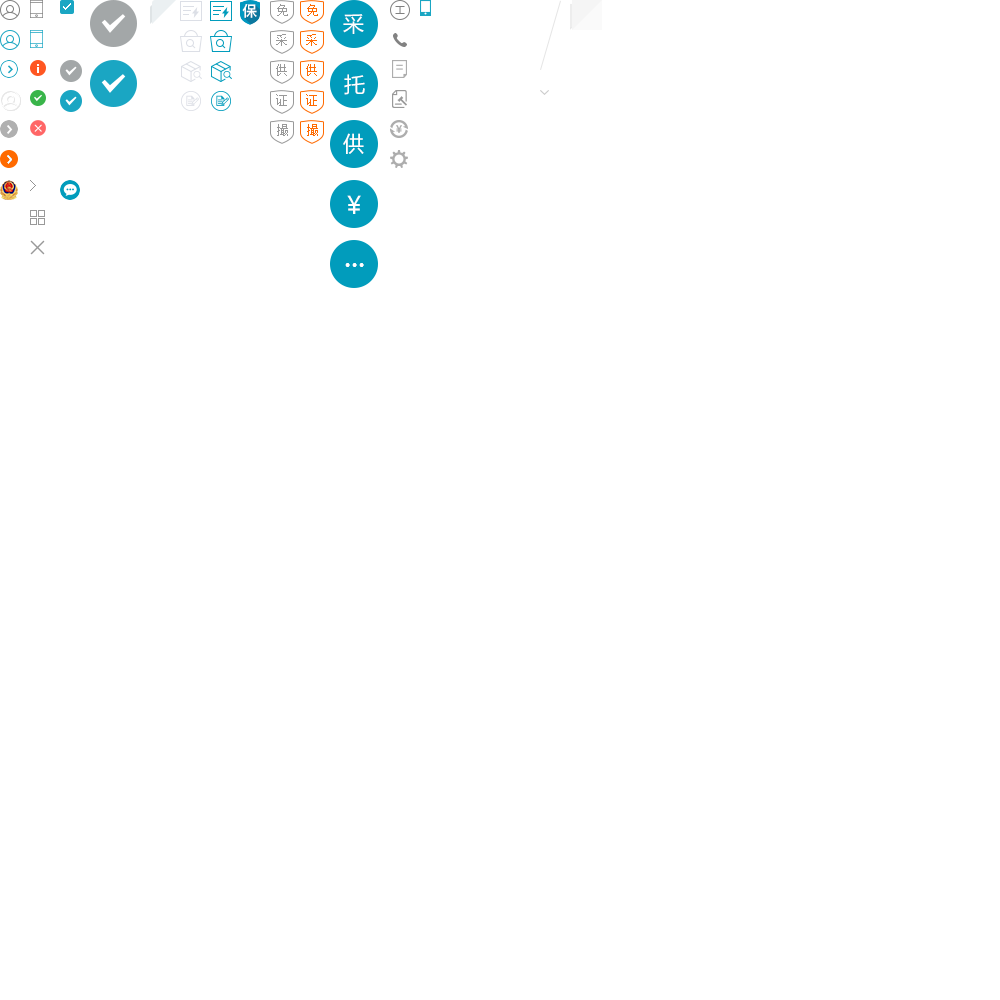 保 免 免 采 工
采 采
供 供 托
证 证
撮 撮 供
¥
¥